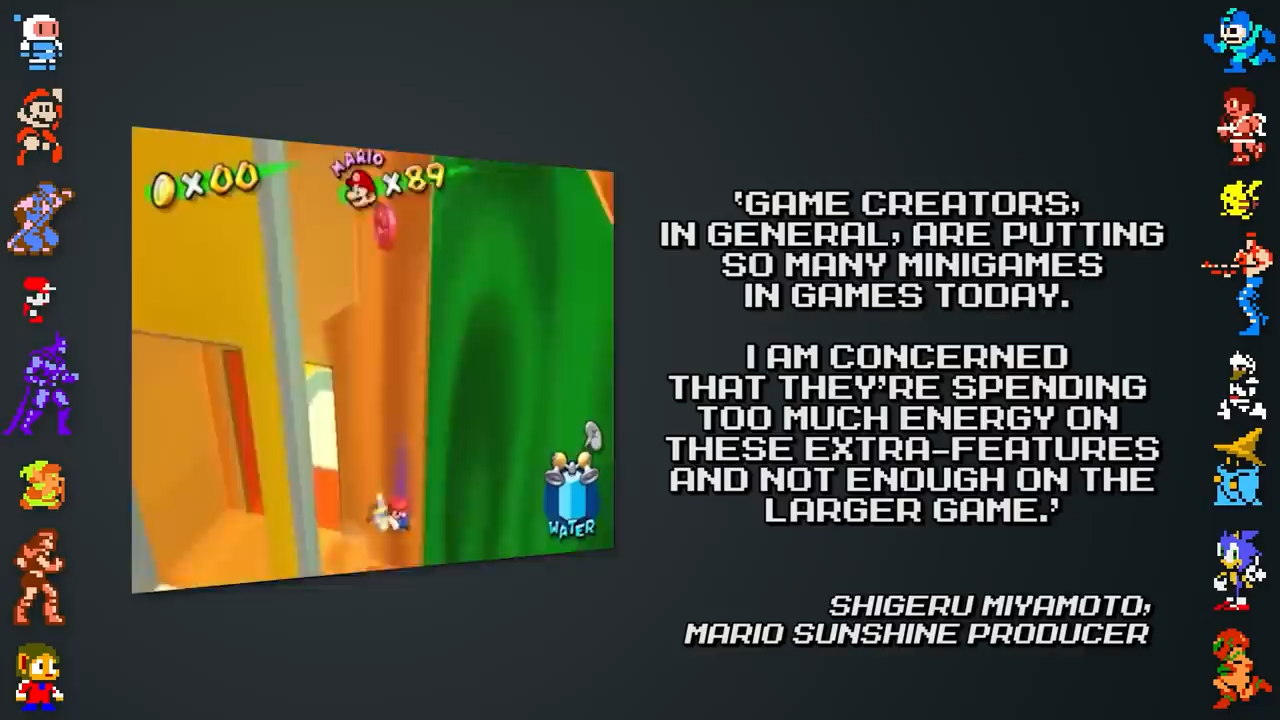 ×00
MARIO
×89
WATER
'GAME CREATORS,
IN GENERAL, ARE PUTTING
SO MANY MINIGAMES
IN GAMES TODAY.
I AM CONCERNED
THAT THEY'RE SPENDING
TOO MUCH ENERGY ON
THESE EXTRA-FEATURES
AND NOT ENOUGH ON THE
LARGER GAME.'
SHIGERU MIYAMOTO,
MARIO SUNSHINE PRODUCER